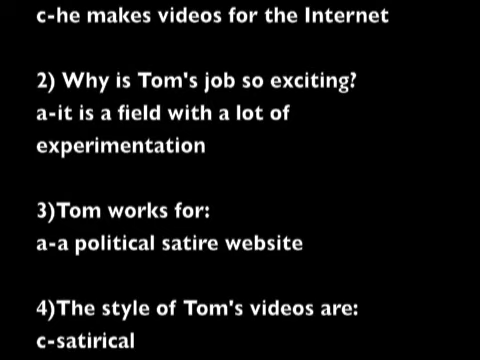 c-he makes videos for the Internet
2) Why is Tom's job so exciting?
a-it is a field with a lot of
experimentation
3)Tom works for:
a-a political satire website
4)The style of Tom's videos are:
c-satirical